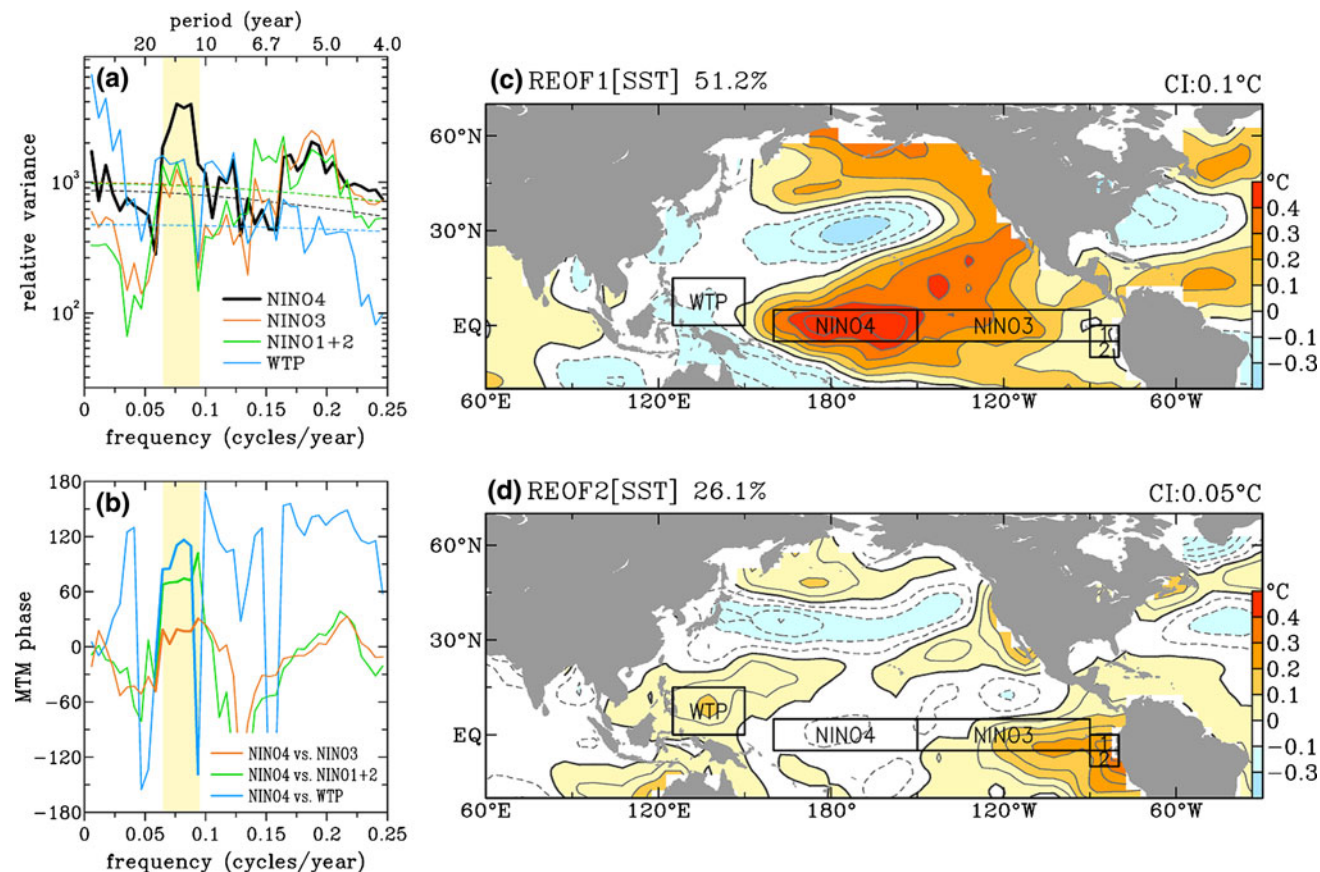 period (year)
20 10 6.7 5.0 4.0
(a)
relative variance
10³
10²
NINO4
NINO3
NINO1+2
WTP
0 0.05 0.1 0.15 0.2 0.25
frequency (cycles/year)
(b)
MTM phase
180
120
60
0
−60
−120
−180
NINO4 vs. NINO3
NINO4 vs. NINO1+2
NINO4 vs. WTP
0 0.05 0.1 0.15 0.2 0.25
frequency (cycles/year)
(c) REOF1[SST] 51.2% CI:0.1°C
60°N
30°N
EQ
WTP
NINO4
NINO3
1
2
60°E 120°E 180° 120°W 60°W
°C
0.4
0.3
0.2
0.1
0
−0.1
−0.3
(d) REOF2[SST] 26.1% CI:0.05°C
60°N
30°N
EQ
WTP
NINO4
NINO3
1
2
60°E 120°E 180° 120°W 60°W
°C
0.4
0.3
0.2
0.1
0
−0.1
−0.3